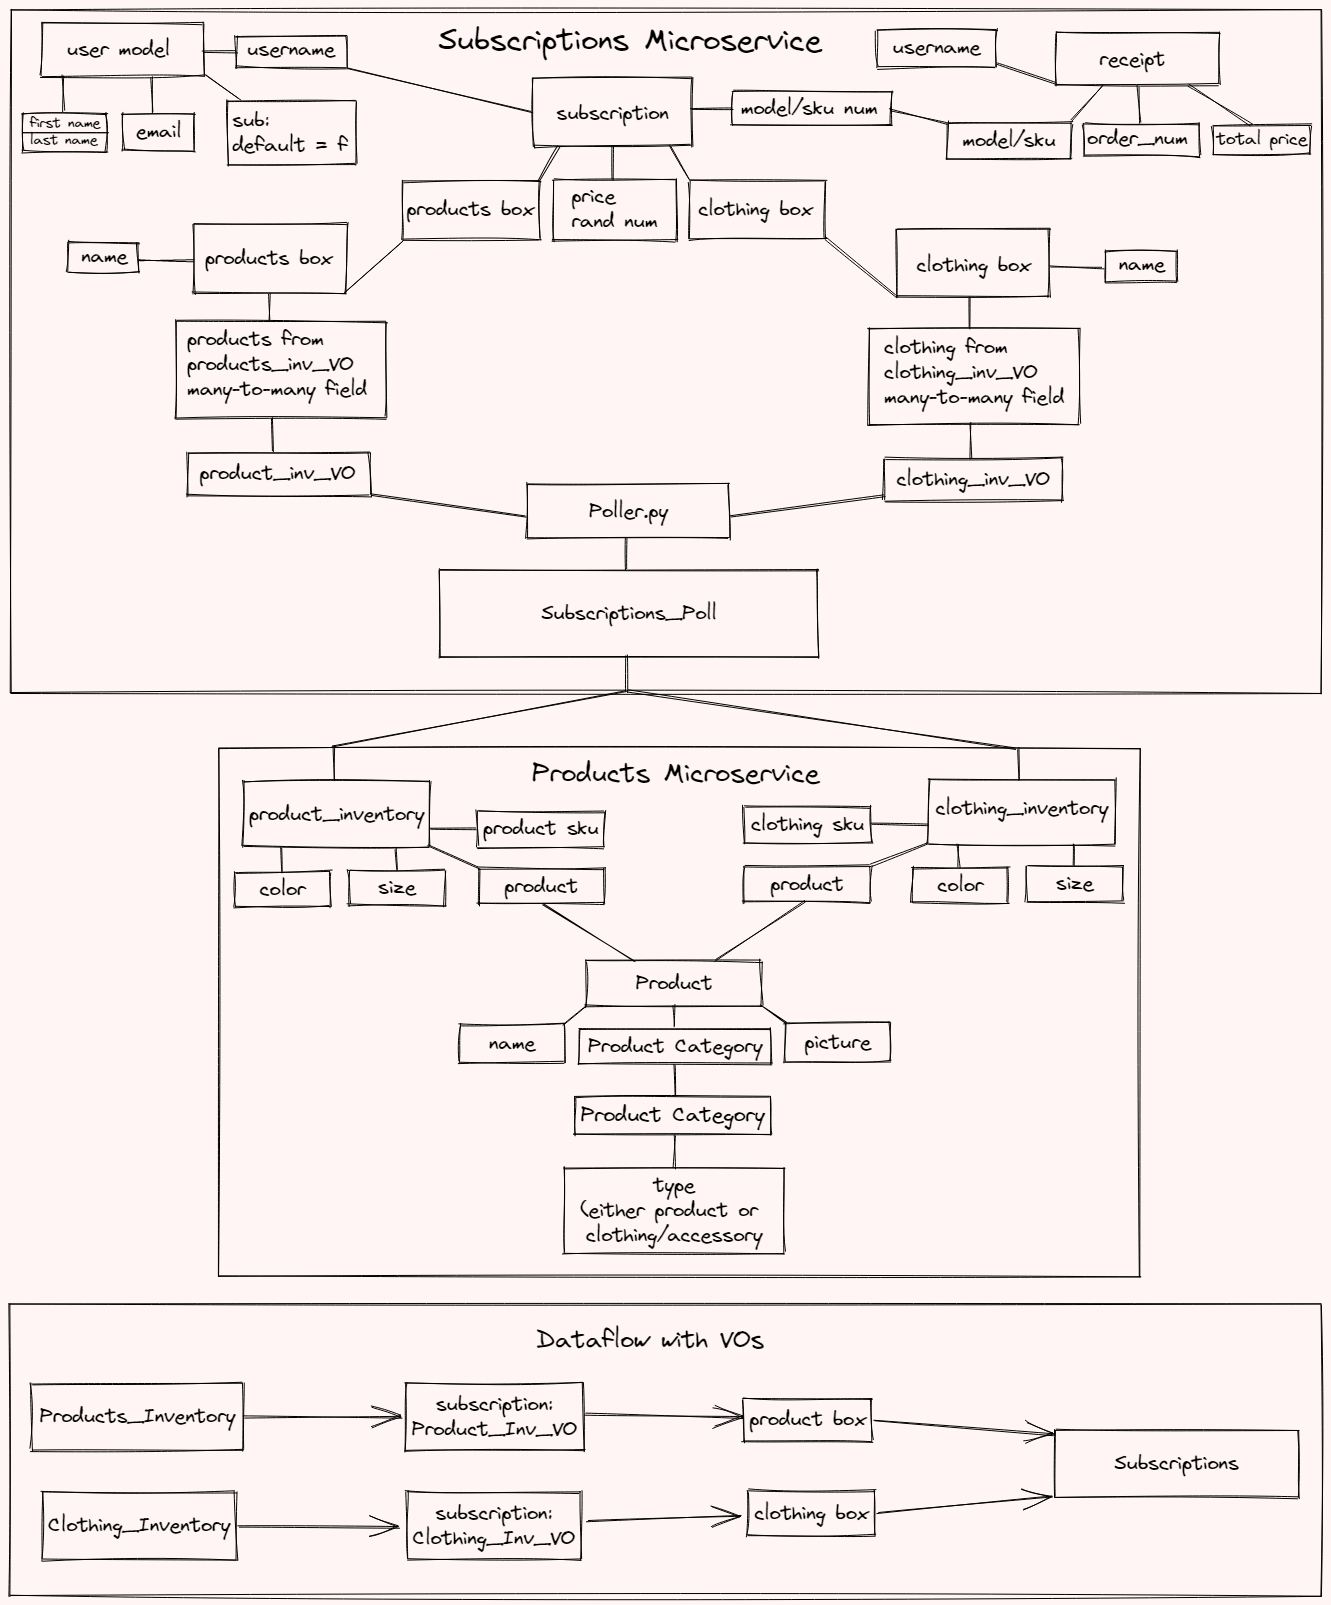 Subscriptions Microservice
user model
username
first name
last name
email
sub:
default = f
username
receipt
subscription
model/sku num
model/sku
order_num
total price
products box
price
rand num
clothing box
name
products box
clothing box
name
products from
products_inv_VO
many-to-many field
clothing from
clothing_inv_VO
many-to-many field
product_inv_VO
clothing_inv_VO
Poller.py
Subscriptions_Poll
Products Microservice
product_inventory
product sku
clothing sku
clothing_inventory
color
size
product
product
color
size
Product
name
Product Category
picture
Product Category
type
(either product or
clothing/accessory
Dataflow with VOs
Products_Inventory
subscription:
Product_Inv_VO
product box
Subscriptions
Clothing_Inventory
subscription:
Clothing_Inv_VO
clothing box